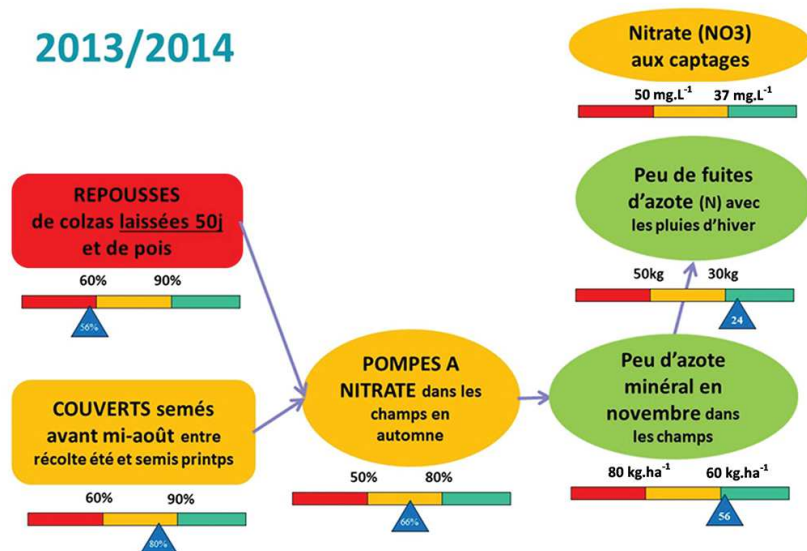 2013/2014
Nitrate (NO3)
aux captages
50 mg.L⁻¹ 37 mg.L⁻¹
REPOUSSES
de colzas laissées 50j
et de pois
60% 90%
56%
Peu de fuites
d'azote (N) avec
les pluies d'hiver
50kg 30kg
24
COUVERTS semés
avant mi-août entre
récolte été et semis printps
60% 90%
80%
POMPES A
NITRATE dans les
champs en
automne
50% 80%
66%
Peu d'azote
minéral en
novembre dans
les champs
80 kg.ha⁻¹ 60 kg.ha⁻¹
56